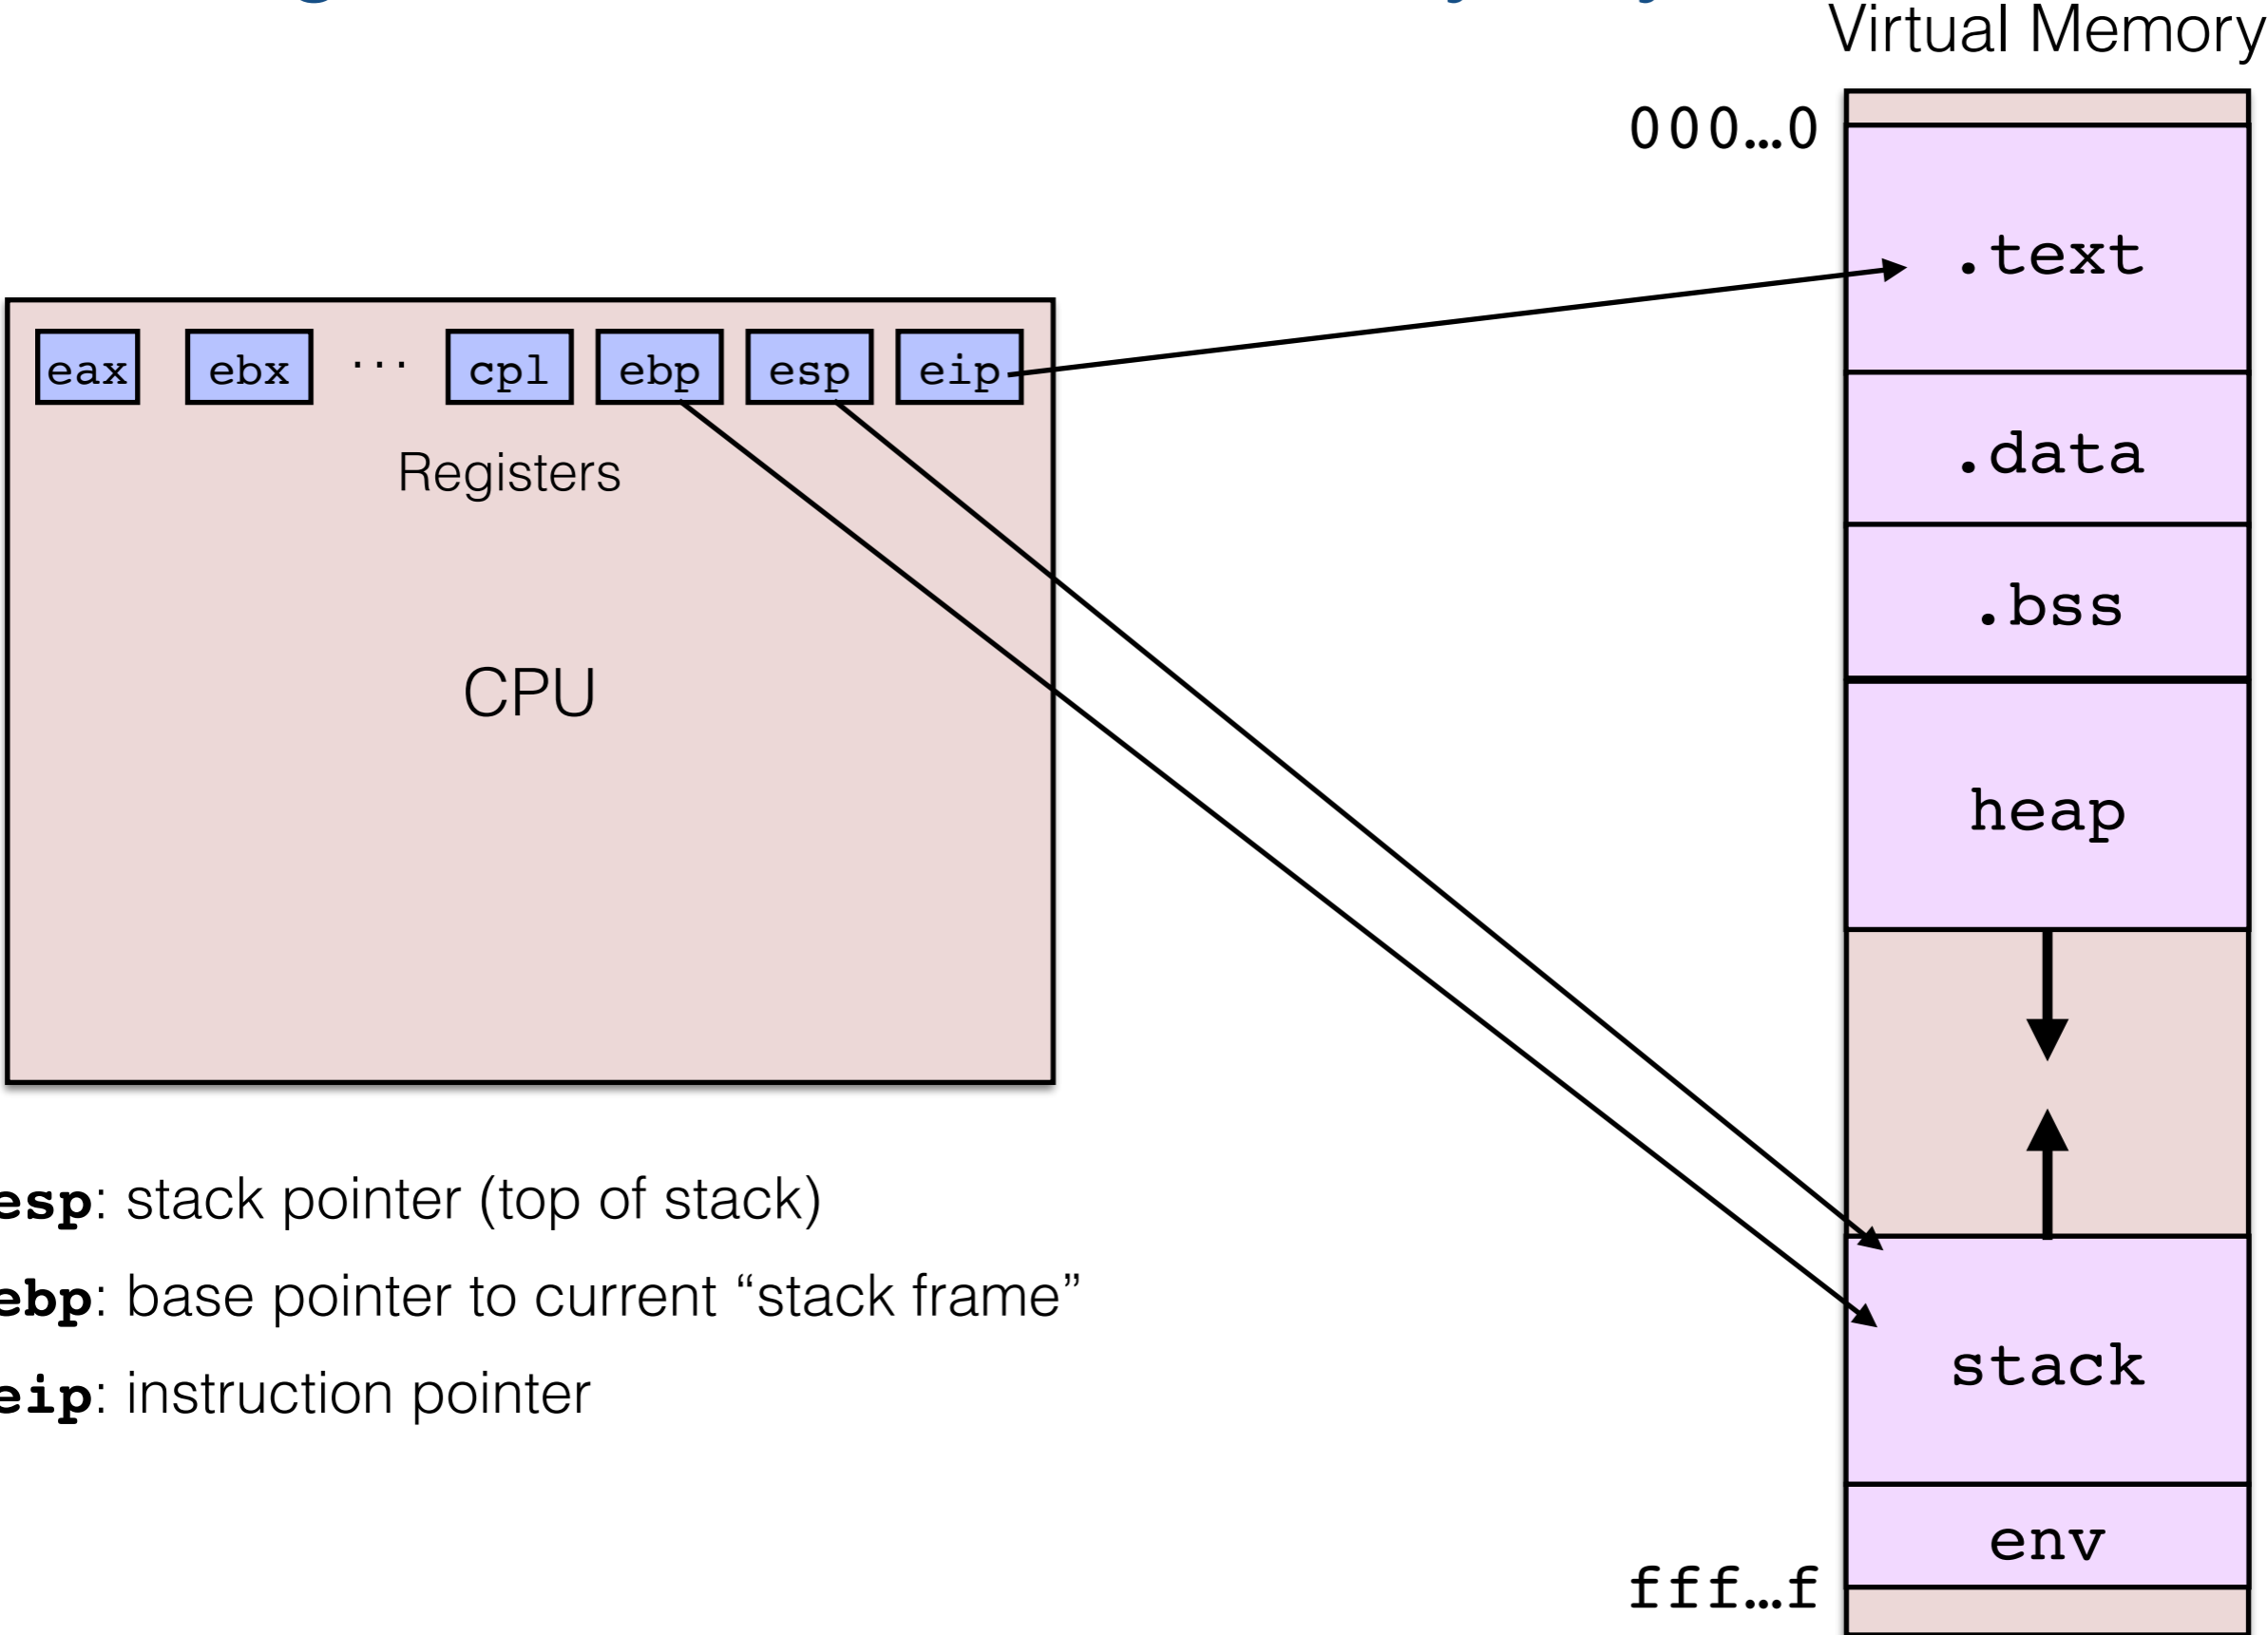 Virtual Memory
000…0
.text
eax ebx ... cpl ebp esp eip
Registers
.data
.bss
CPU
heap
esp: stack pointer (top of stack)
ebp: base pointer to current “stack frame”
eip: instruction pointer
stack
env
fff…f